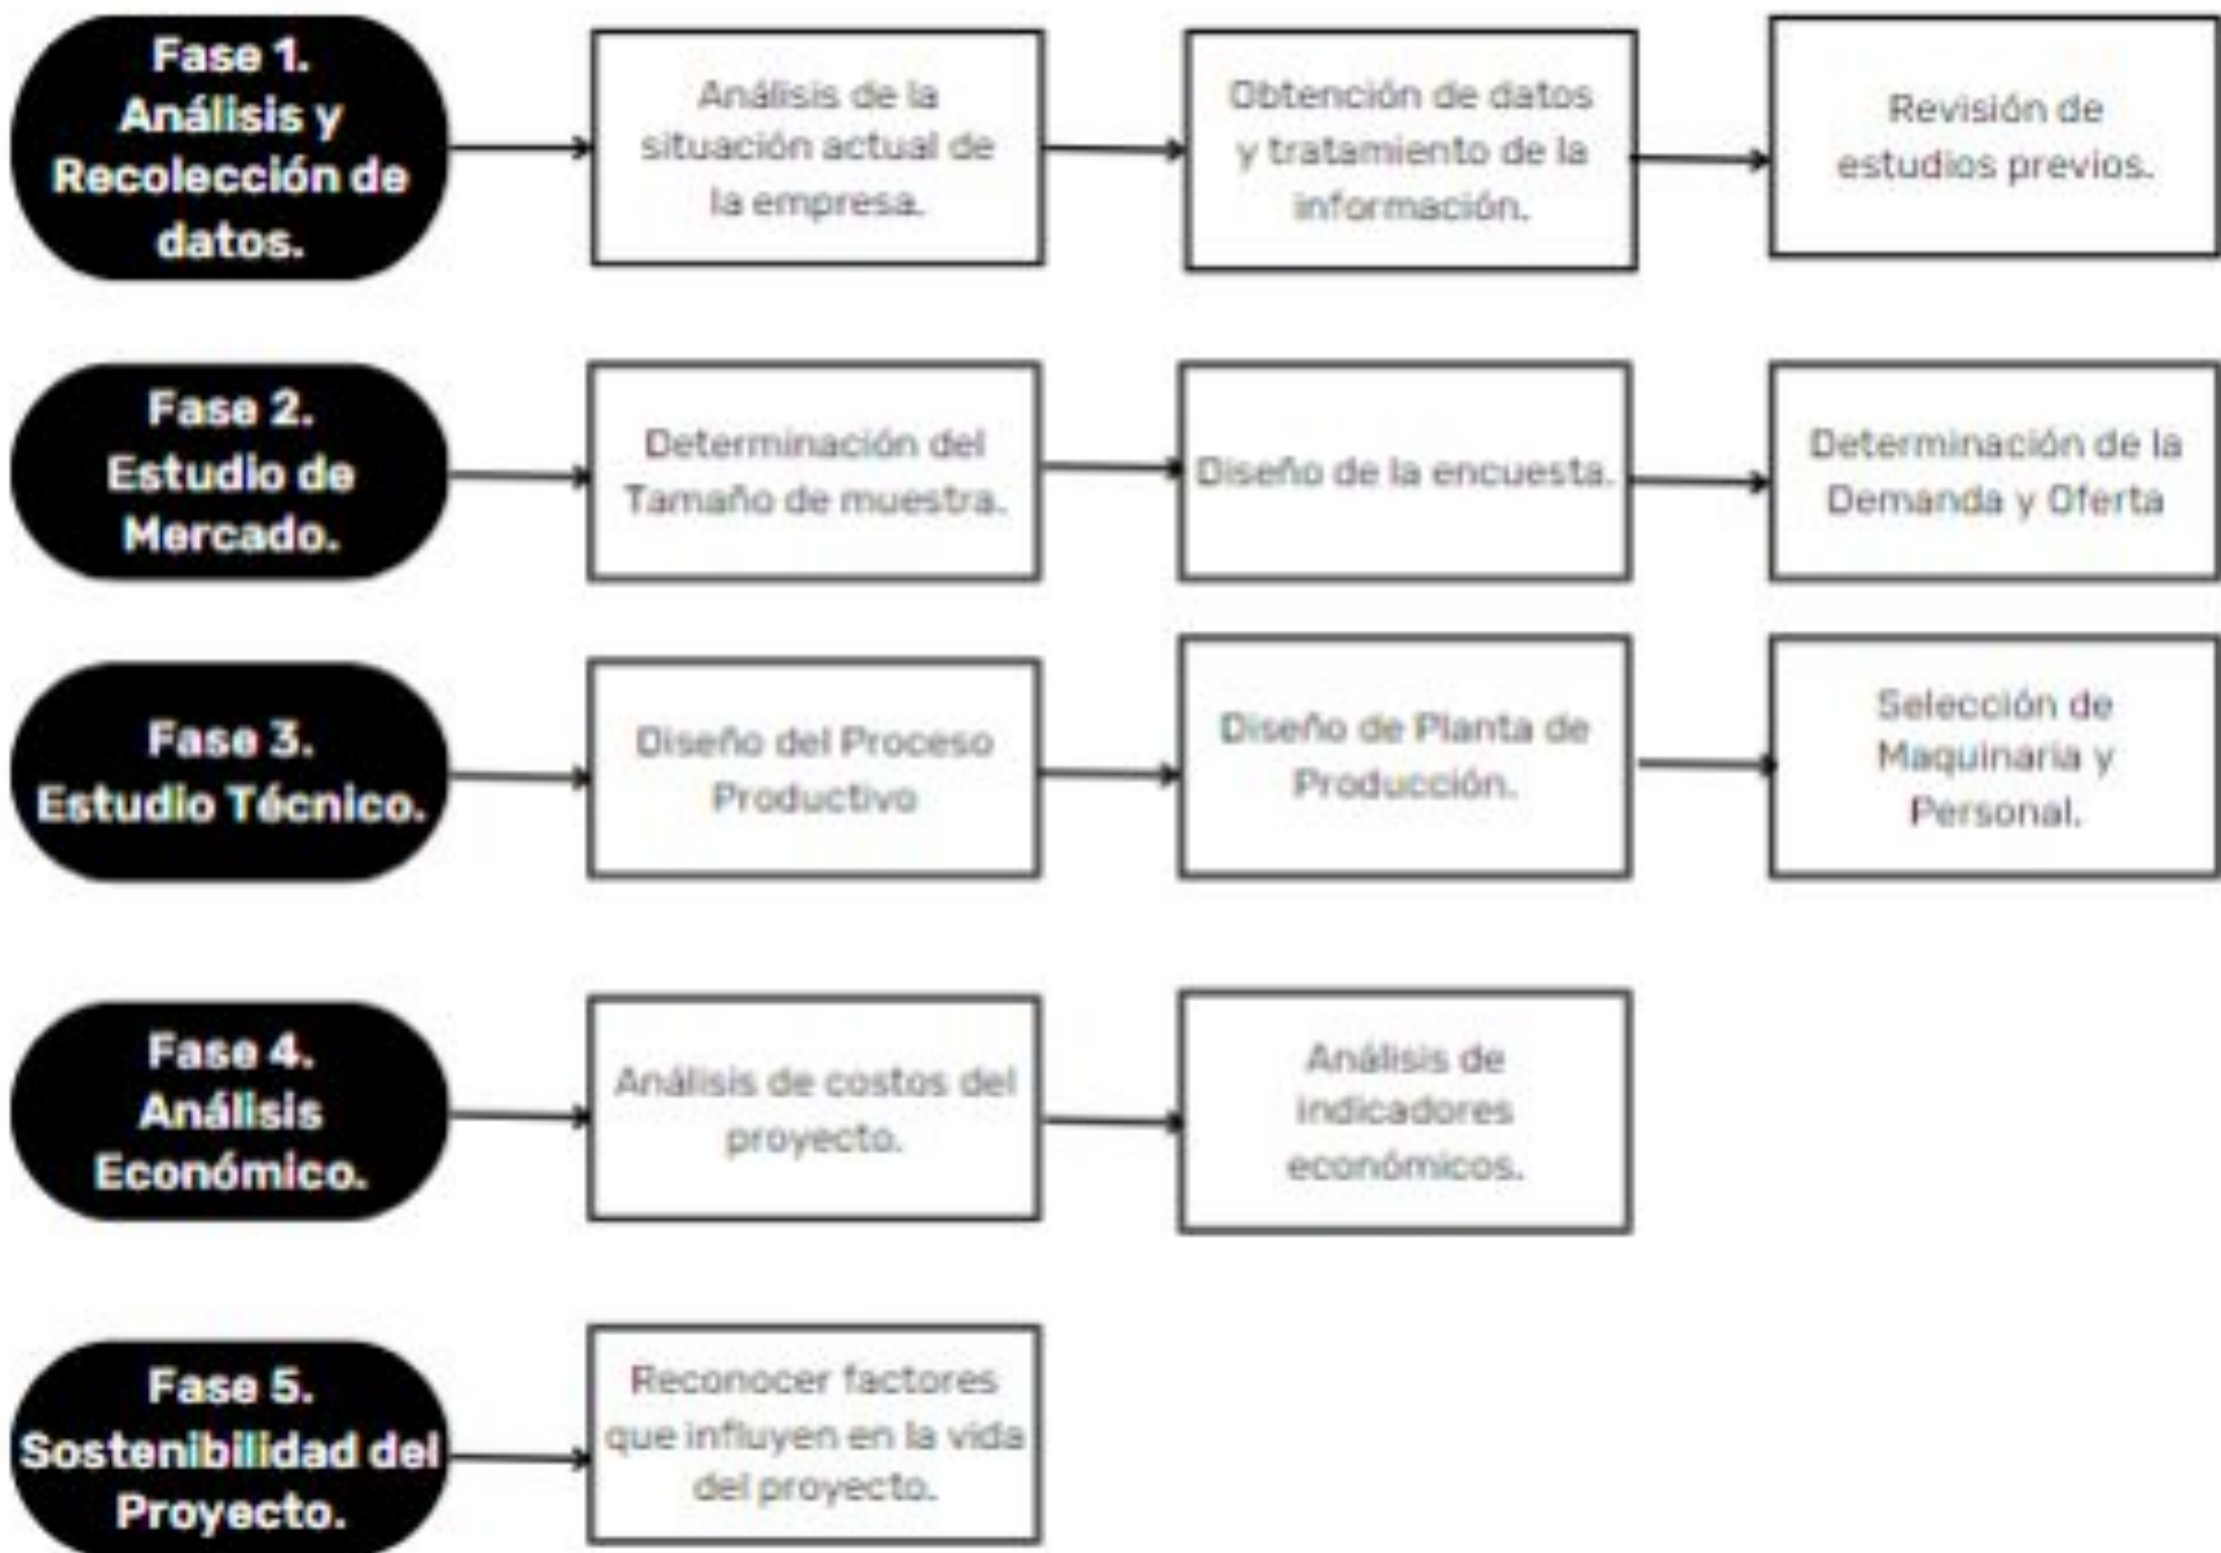 Fase 1.
Análisis y
Recolección de
datos.
Análisis de la
situación actual de
la empresa.
Obtención de datos
y tratamiento de la
información.
Revisión de
estudios previos.
Fase 2.
Estudio de
Mercado.
Determinación del
Tamaño de muestra.
Diseño de la encuesta.
Determinación de la
Demanda y Oferta
Fase 3.
Estudio Técnico.
Diseño del Proceso
Productivo
Diseño de Planta de
Producción.
Selección de
Maquinaria y
Personal.
Fase 4.
Análisis
Económico.
Análisis de costos del
proyecto.
Análisis de
indicadores
económicos.
Fase 5.
Sostenibilidad del
Proyecto.
Reconocer factores
que influyen en la vida
del proyecto.